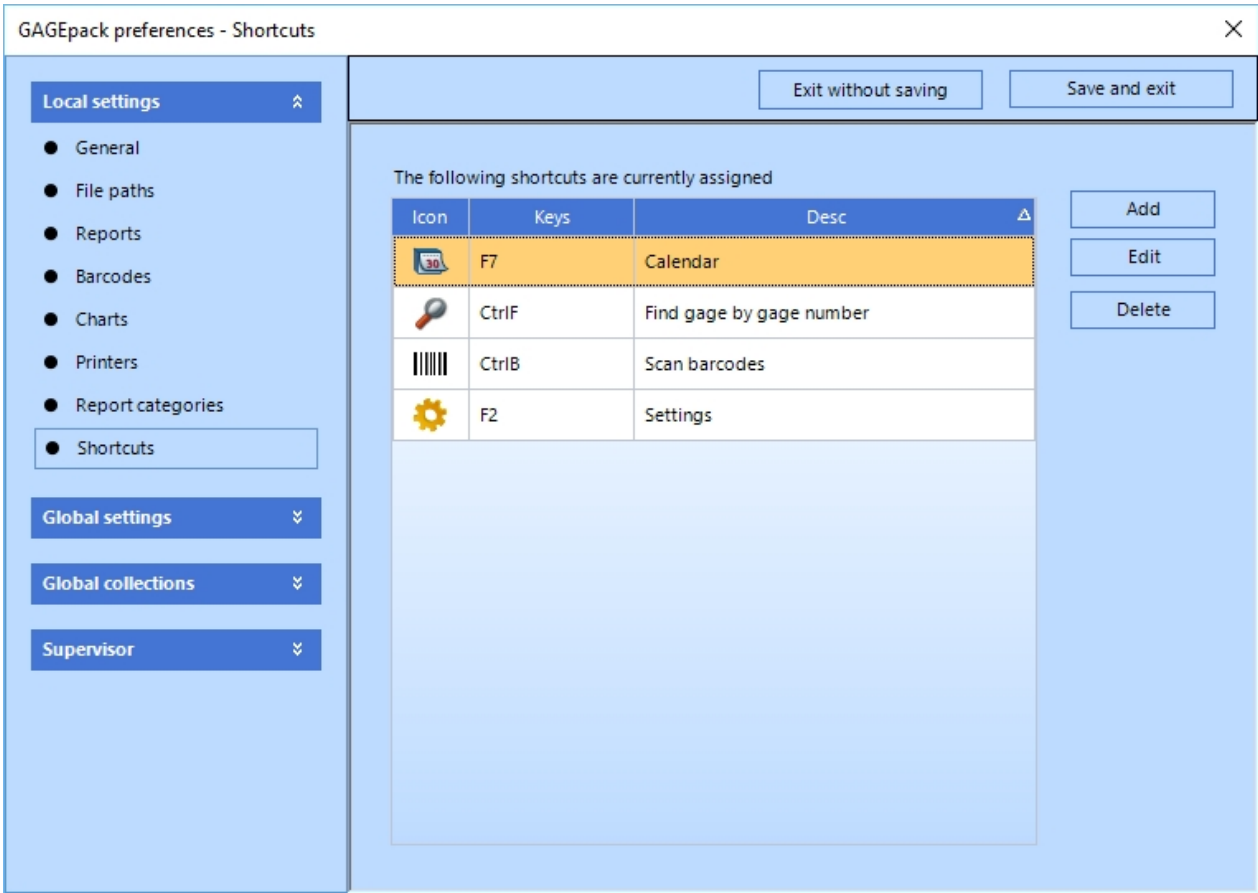 GAGEpack preferences - Shortcuts
Local settings
General
File paths
Reports
Barcodes
Charts
Printers
Report categories
Shortcuts
Global settings
Global collections
Supervisor
Exit without saving Save and exit
The following shortcuts are currently assigned
Icon Keys Desc
30 F7 Calendar
CtrlF Find gage by gage number
CtrlB Scan barcodes
F2 Settings
Add
Edit
Delete